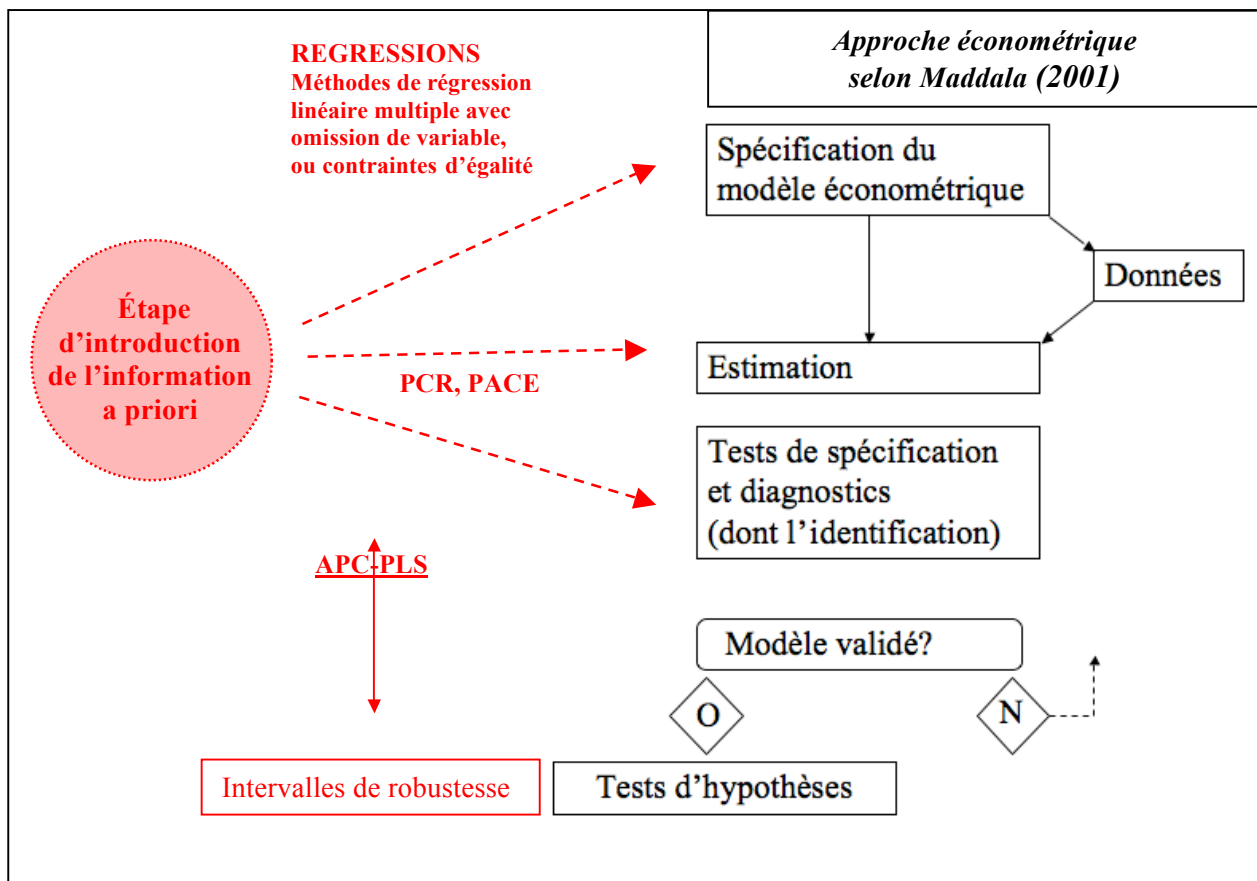 REGRESSIONS
Méthodes de régression
linéaire multiple avec
omission de variable,
ou contraintes d’égalité
Approche économétrique
selon Maddala (2001)
Spécification du
modèle économétrique
Données
Étape
d’introduction
de l’information
a priori
Estimation
PCR, PACE
Tests de spécification
et diagnostics
(dont l’identification)
APC-PLS
Modèle validé?
O
N
Intervalles de robustesse
Tests d’hypothèses